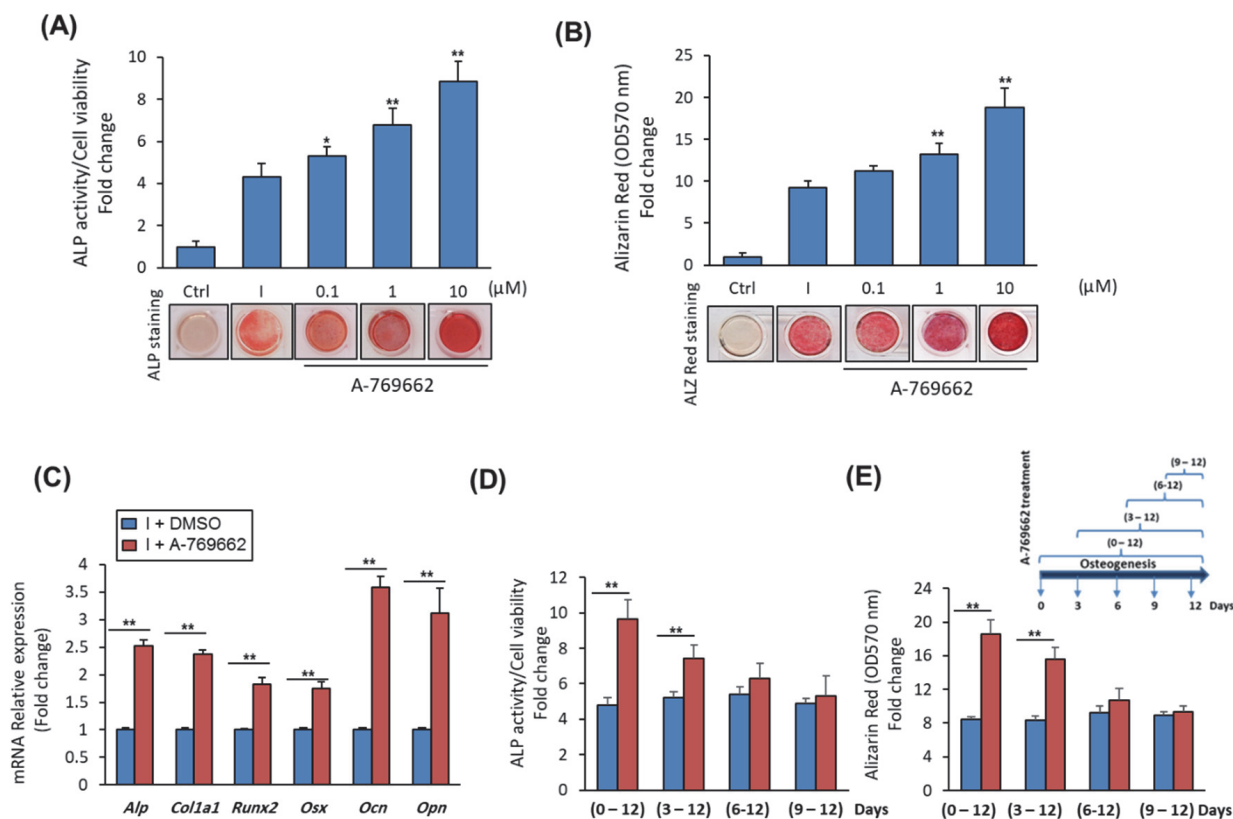 (A)
ALP activity/Cell viability
Fold change
10
8
6
4
2
0
*
**
**
Ctrl
I
0.1
1
10
(μM)
ALP staining
A-769662
(B)
Alizarin Red (OD570 nm)
Fold change
25
20
15
10
5
0
**
**
Ctrl
I
0.1
1
10
(μM)
ALZ Red staining
A-769662
(C)
I + DMSO
I + A-769662
mRNA Relative expression
(Fold change)
4
3.5
3
2.5
2
1.5
1
0.5
0
**
**
**
**
**
**
Alp
Col1a1
Runx2
Osx
Ocn
Opn
(D)
ALP activity/Cell viability
Fold change
12
10
8
6
4
2
0
**
**
(0 – 12)
(3 – 12)
(6-12)
(9 – 12)
Days
(E)
A-769662 treatment
(9 – 12)
(6-12)
(3 – 12)
(0 – 12)
Osteogenesis
0
3
6
9
12
Days
Alizarin Red (OD570 nm)
Fold change
24
20
16
12
8
4
0
**
**
(0 – 12)
(3 – 12)
(6-12)
(9 – 12)
Days